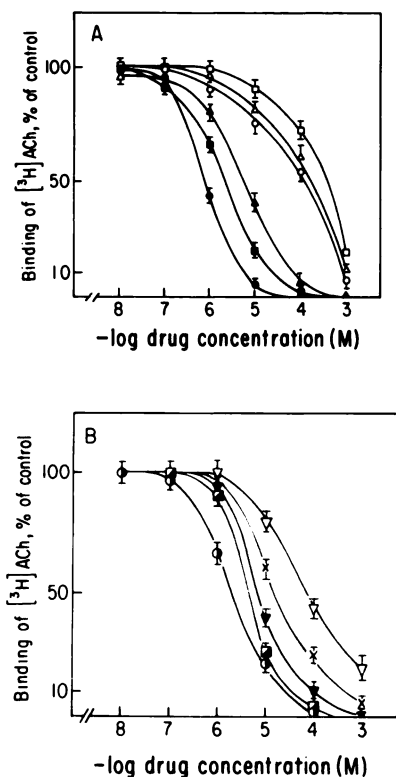 A
100
50
10
Binding of [³H] ACh, % of control
8 7 6 5 4 3
-log drug concentration (M)
B
100
50
10
Binding of [³H] ACh, % of control
8 7 6 5 4 3
-log drug concentration (M)